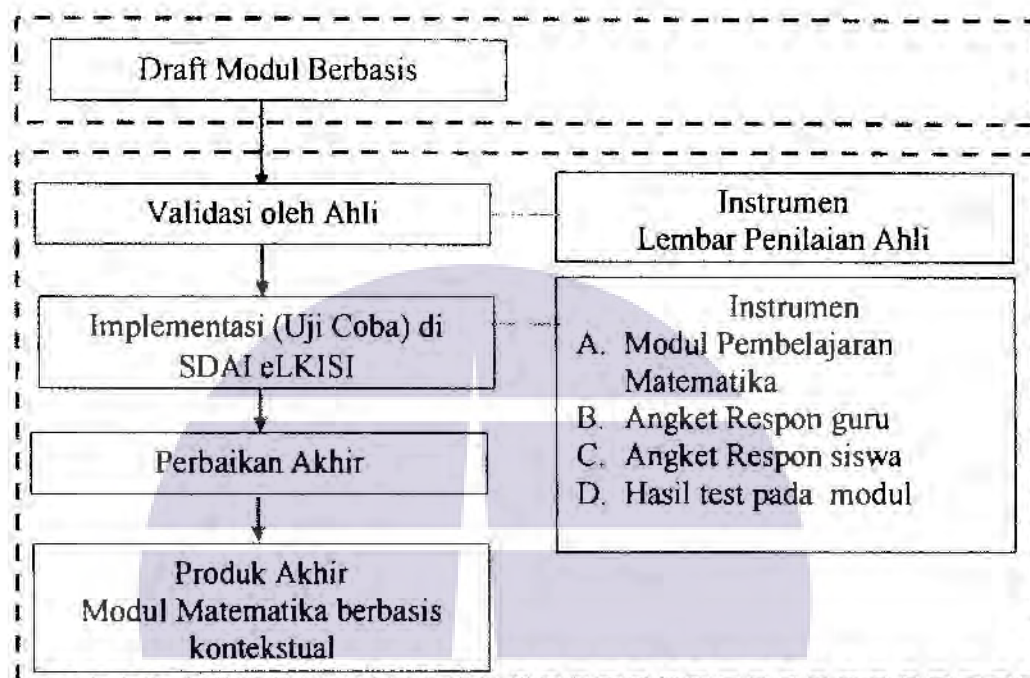 Draft Modul Berbasis
Validasi oleh Ahli
Instrumen
Lembar Penilaian Ahli
Implementasi (Uji Coba) di
SDAI eLKISI
Instrumen
A. Modul Pembelajaran
Matematika
B. Angket Respon guru
C. Angket Respon siswa
D. Hasil test pada modul
Perbaikan Akhir
Produk Akhir
Modul Matematika berbasis
kontekstual